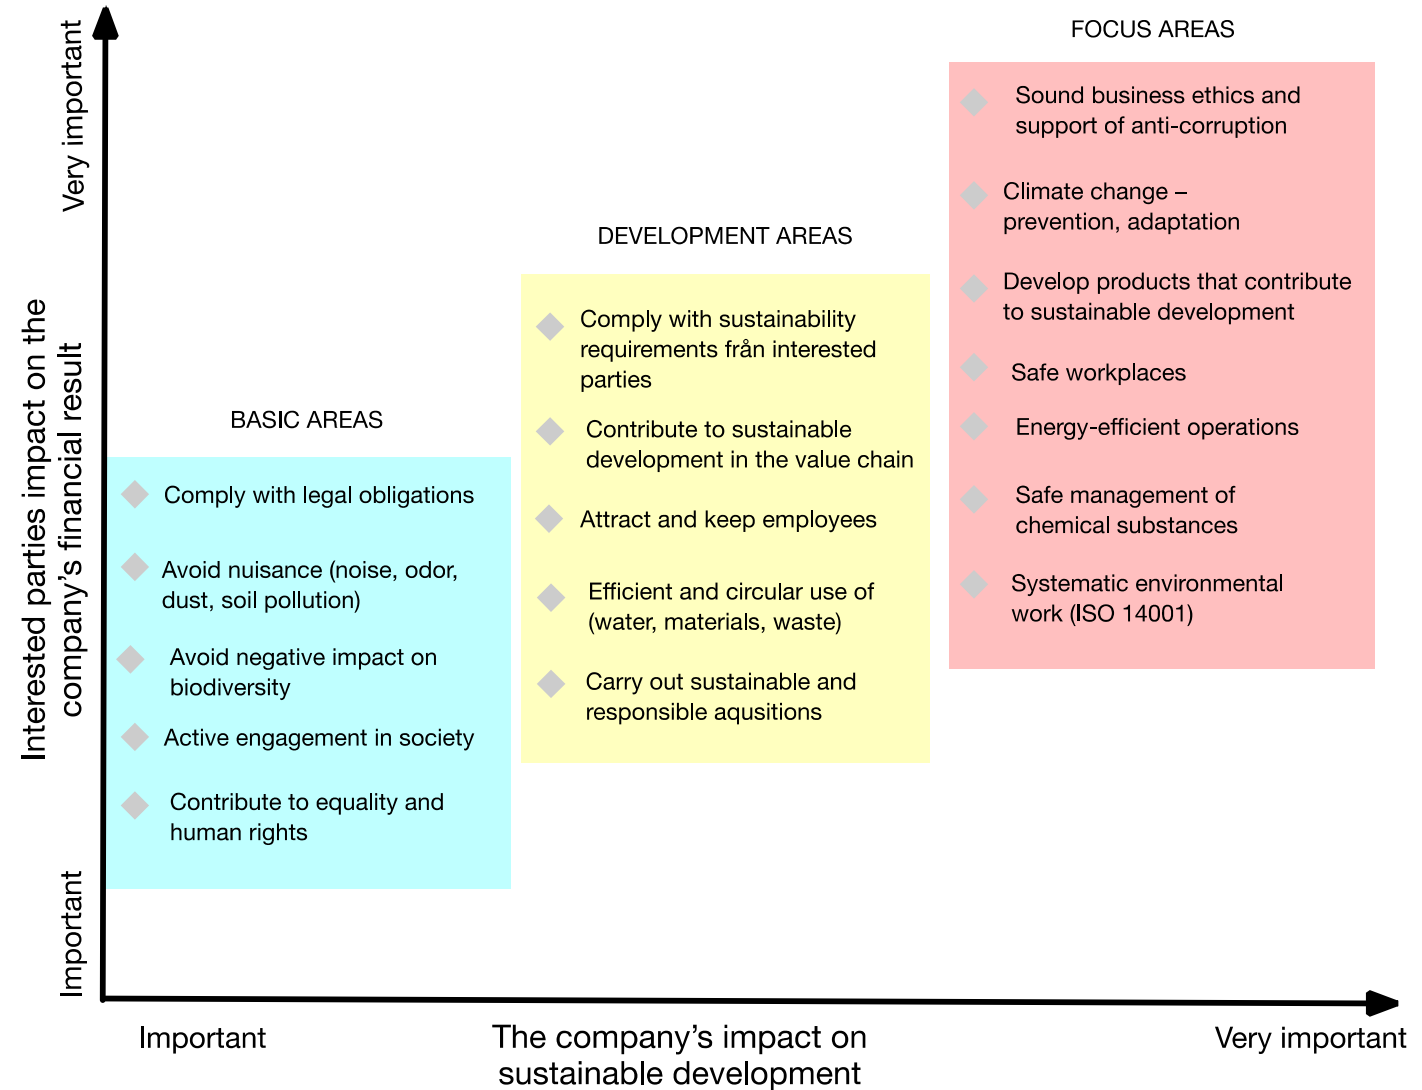 Very important
Interested parties impact on the
company’s financial result
Important
BASIC AREAS
Comply with legal obligations
Avoid nuisance (noise, odor,
dust, soil pollution)
Avoid negative impact on
biodiversity
Active engagement in society
Contribute to equality and
human rights
DEVELOPMENT AREAS
Comply with sustainability
requirements från interested
parties
Contribute to sustainable
development in the value chain
Attract and keep employees
Efficient and circular use of
(water, materials, waste)
Carry out sustainable and
responsible aqusitions
FOCUS AREAS
Sound business ethics and
support of anti-corruption
Climate change –
prevention, adaptation
Develop products that contribute
to sustainable development
Safe workplaces
Energy-efficient operations
Safe management of
chemical substances
Systematic environmental
work (ISO 14001)
Important
The company’s impact on
sustainable development
Very important